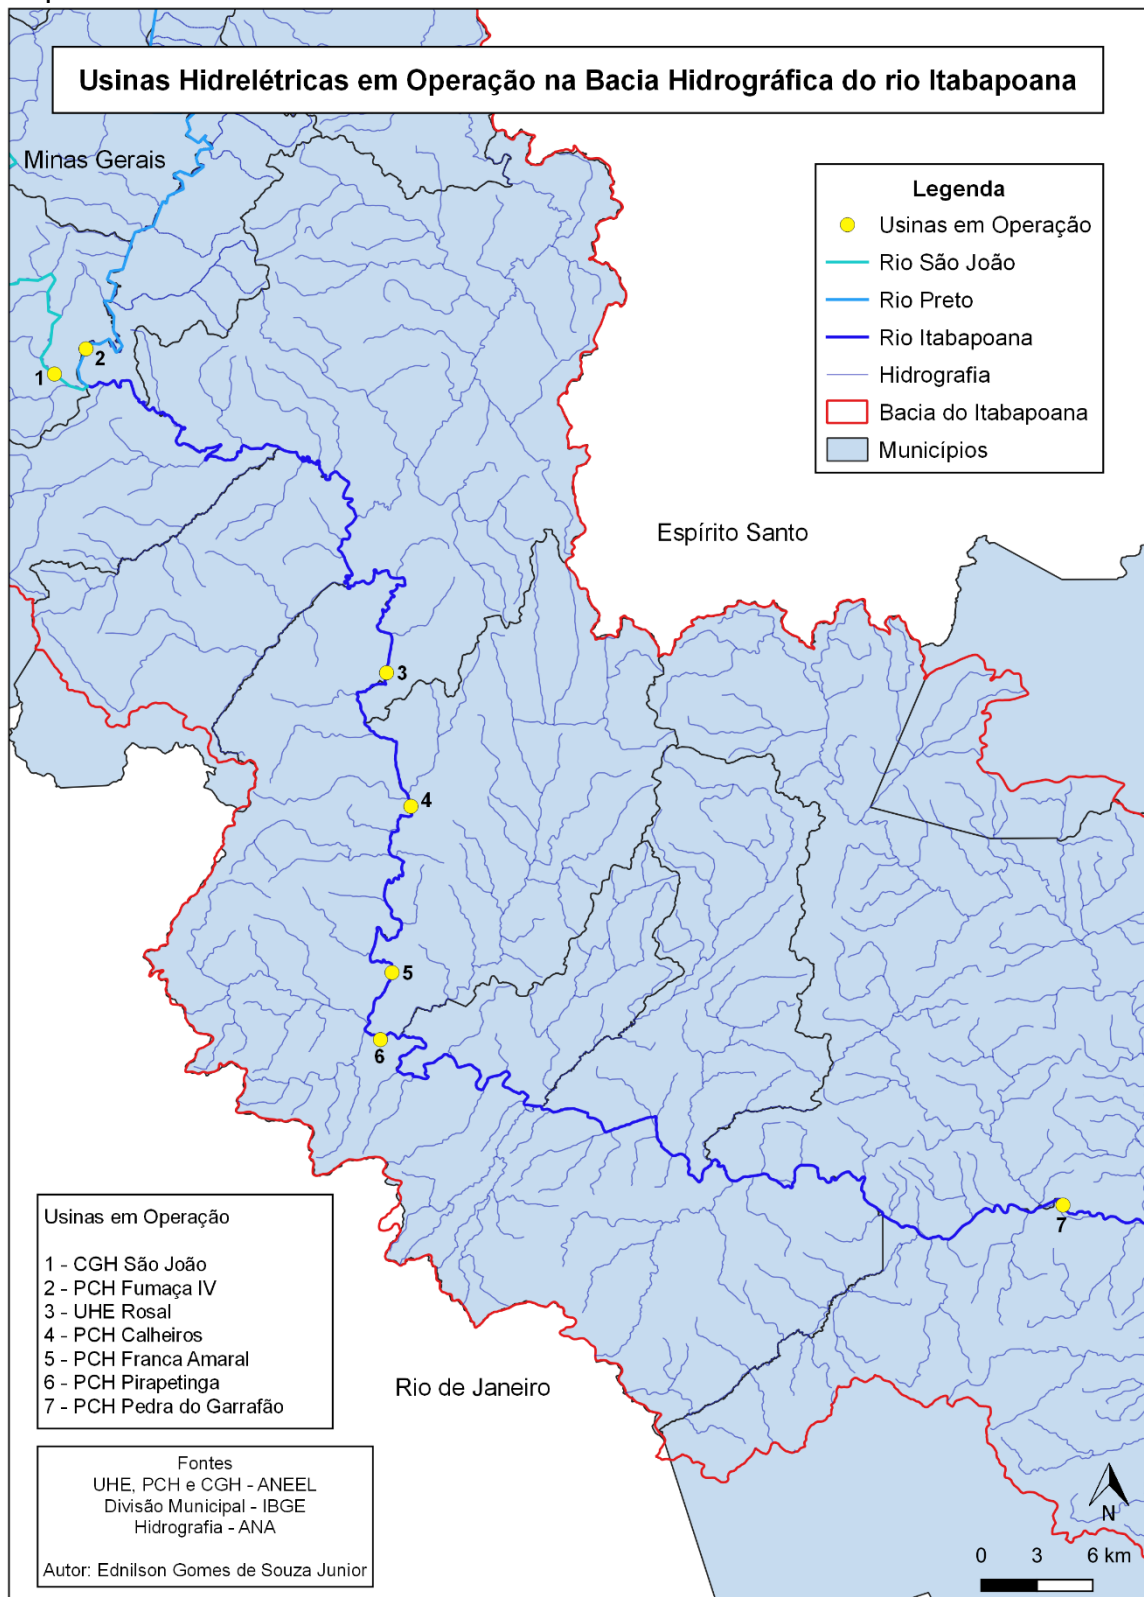 Usinas Hidrelétricas em Operação na Bacia Hidrográfica do rio Itabapoana
Minas Gerais
Legenda
Usinas em Operação
Rio São João
Rio Preto
Rio Itabapoana
Hidrografia
Bacia do Itabapoana
Municípios
2
1
Espírito Santo
3
4
5
6
7
Usinas em Operação
1 - CGH São João
2 - PCH Fumaça IV
3 - UHE Rosal
4 - PCH Calheiros
5 - PCH Franca Amaral
6 - PCH Pirapetinga
7 - PCH Pedra do Garrafão
Rio de Janeiro
Fontes
UHE, PCH e CGH - ANEEL
Divisão Municipal - IBGE
Hidrografia - ANA
Autor: Ednilson Gomes de Souza Junior
N
0 3 6 km